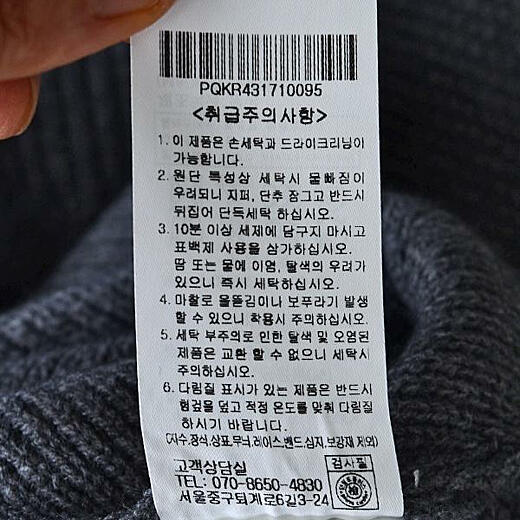 PQKR431710095
<취급주의사항>
1. 이 제품은 손세탁과 드라이크리닝이
가능합니다.
2. 원단 특성상 세탁시 물빠짐이
우려되니 지퍼, 단추 잠그고 반드시
뒤집어 단독세탁 하십시오.
3. 10분 이상 세제에 담구지 마시고
표백제 사용을 삼가하십시오.
땀 또는 물에 이염, 탈색의 우려가
있으니 즉시 세탁하십시오.
4. 마찰로 올뜯김이나 보푸라기 발생
할 수 있으니 착용시 주의하십시오.
5. 세탁 부주의로 인한 탈색 및 오염된
제품은 교환 할 수 없으니 세탁시
주의하십시오.
6. 다림질 표시가 있는 제품은 반드시
헝겊을 덮고 적정 온도를 맞춰 다림질
하시기 바랍니다.
(자수,장식,상표,무늬,레이스,밴드,심지,보강재 제외)
고객상담실
검사필
TEL: 070-8650-4830
서울중구퇴계로6길3-24